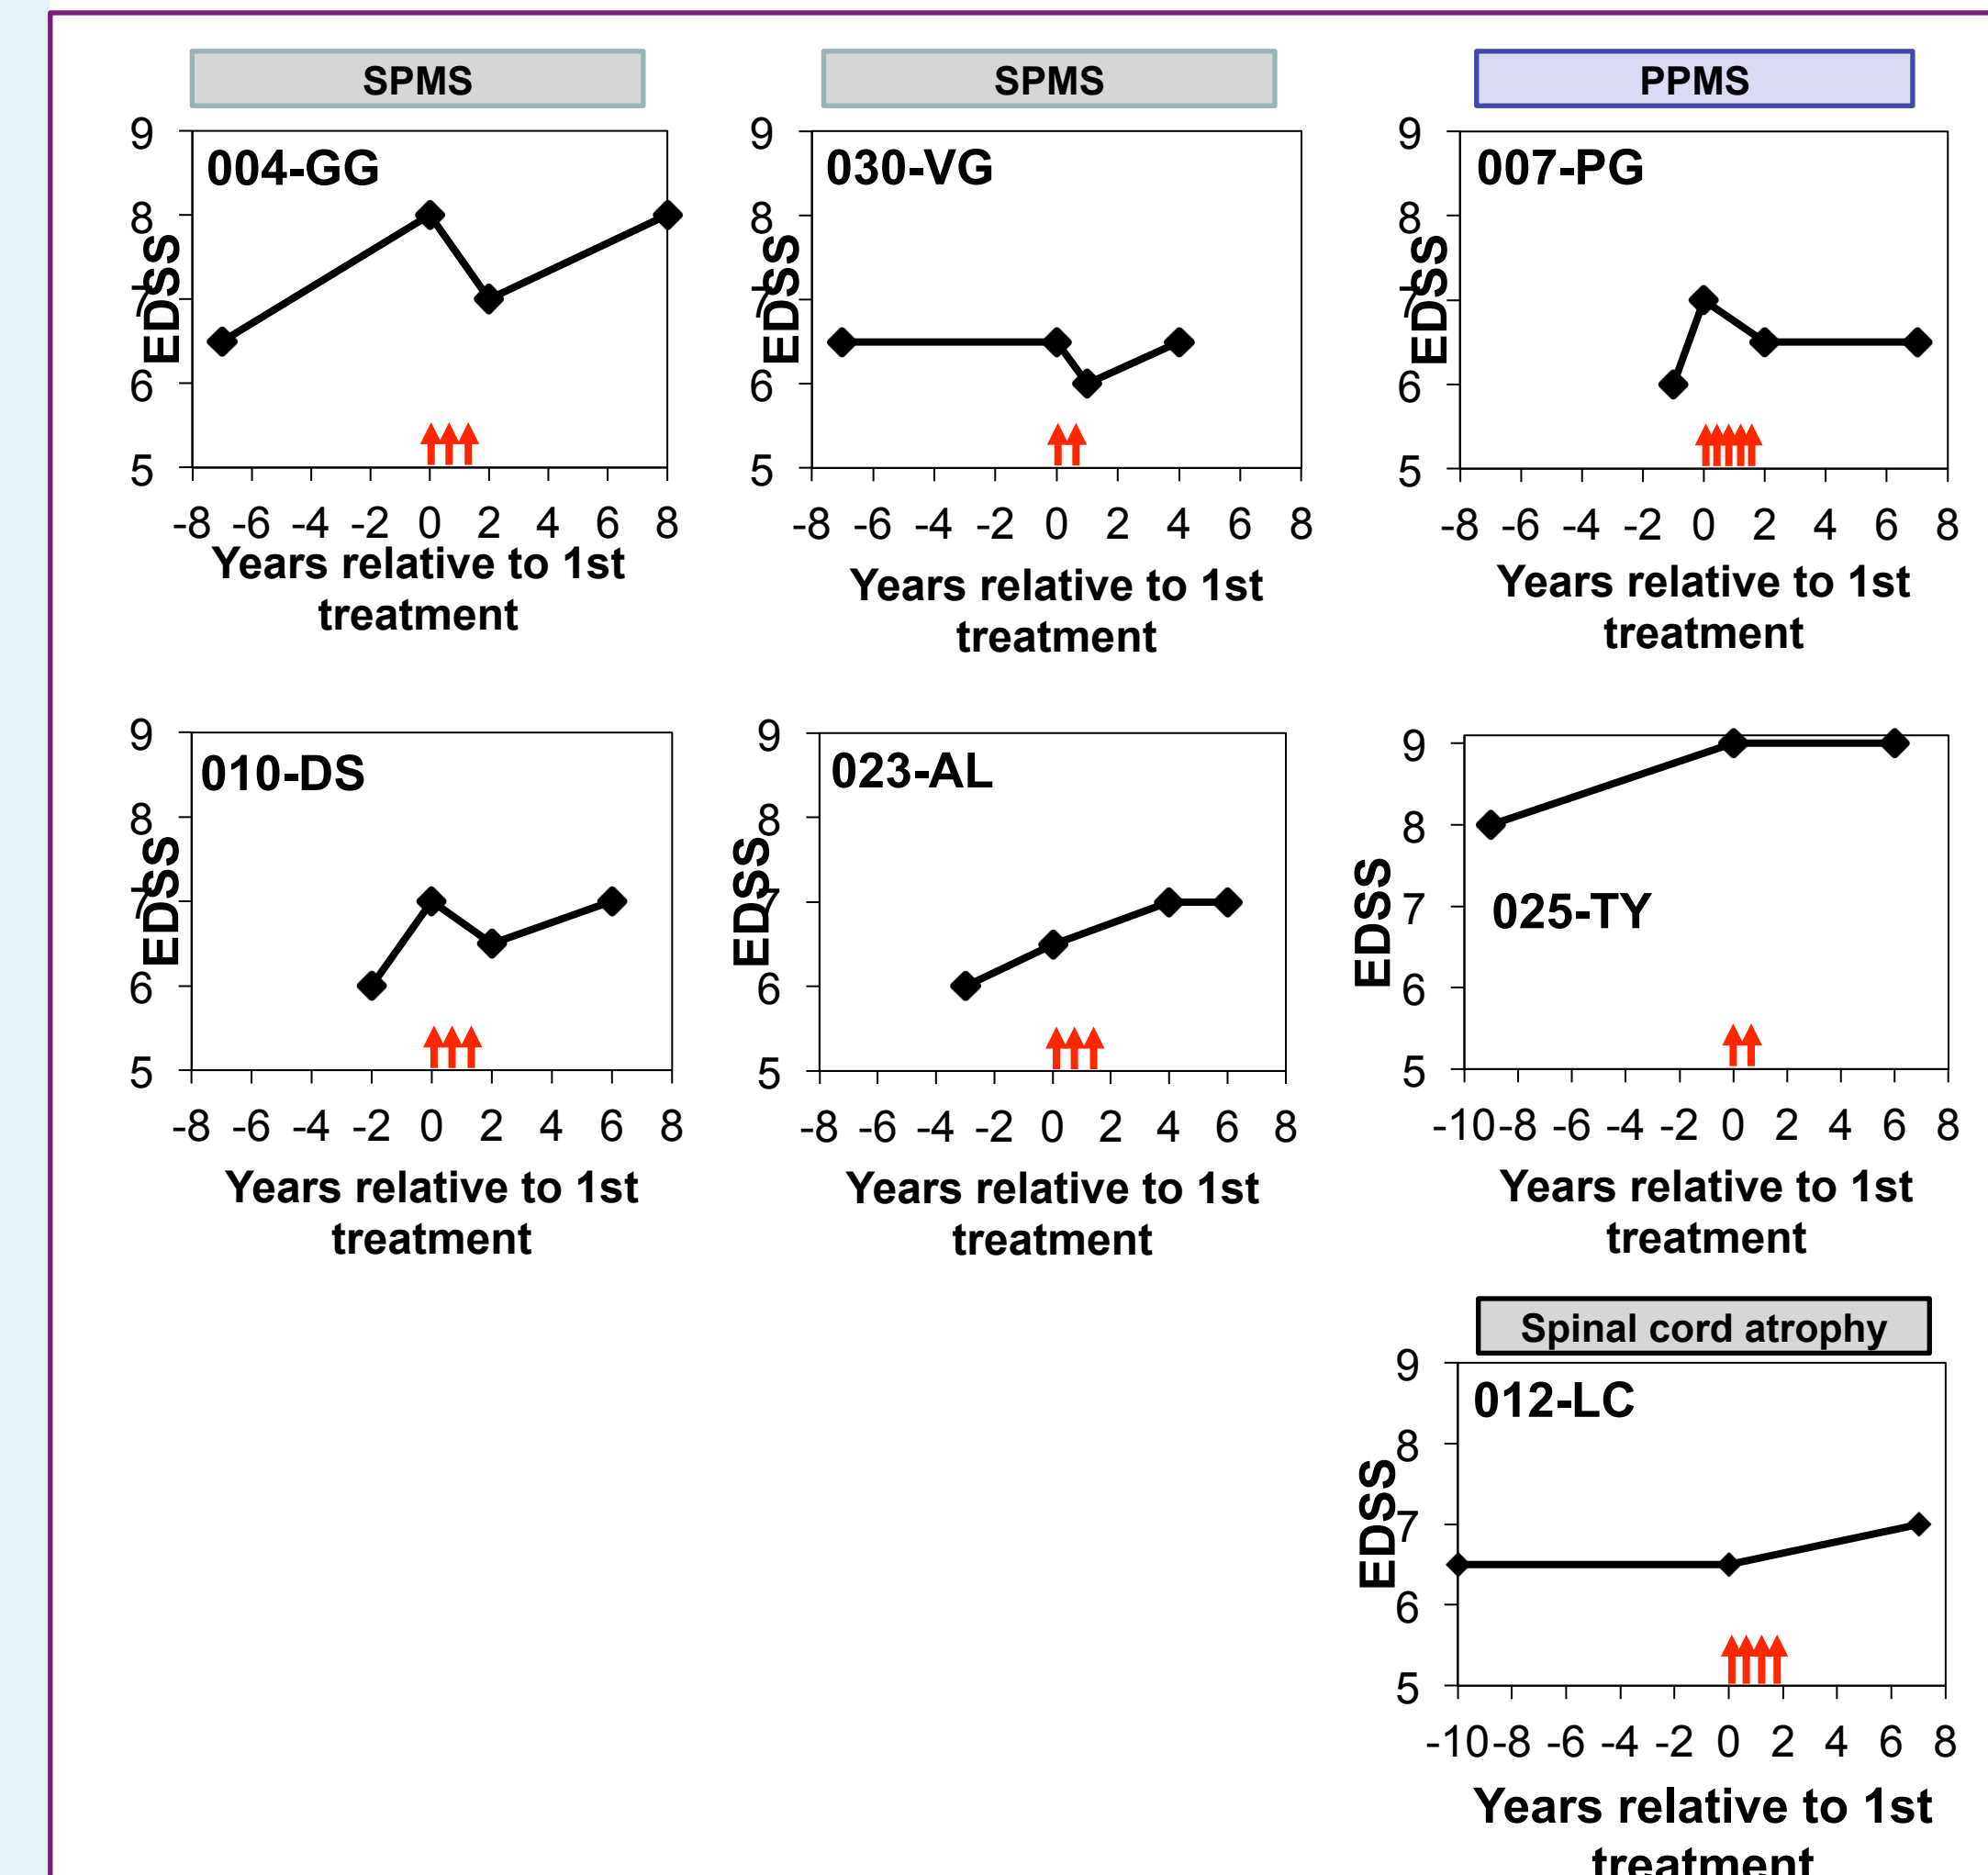 SPMS
SPMS
PPMS
004-GG
9
8
7
6
5
EDSS
-8 -6 -4 -2 0 2 4 6 8
Years relative to 1st
treatment
030-VG
9
8
7
6
5
EDSS
-8 -6 -4 -2 0 2 4 6 8
Years relative to 1st
treatment
007-PG
9
8
7
6
5
EDSS
-8 -6 -4 -2 0 2 4 6 8
Years relative to 1st
treatment
010-DS
9
8
7
6
5
EDSS
-8 -6 -4 -2 0 2 4 6 8
Years relative to 1st
treatment
023-AL
9
8
7
6
5
EDSS
-8 -6 -4 -2 0 2 4 6 8
Years relative to 1st
treatment
025-TY
9
8
7
6
5
EDSS
-10 -8 -6 -4 -2 0 2 4 6 8
Years relative to 1st
treatment
Spinal cord atrophy
012-LC
9
8
7
6
5
EDSS
-10 -8 -6 -4 -2 0 2 4 6 8
Years relative to 1st
treatment